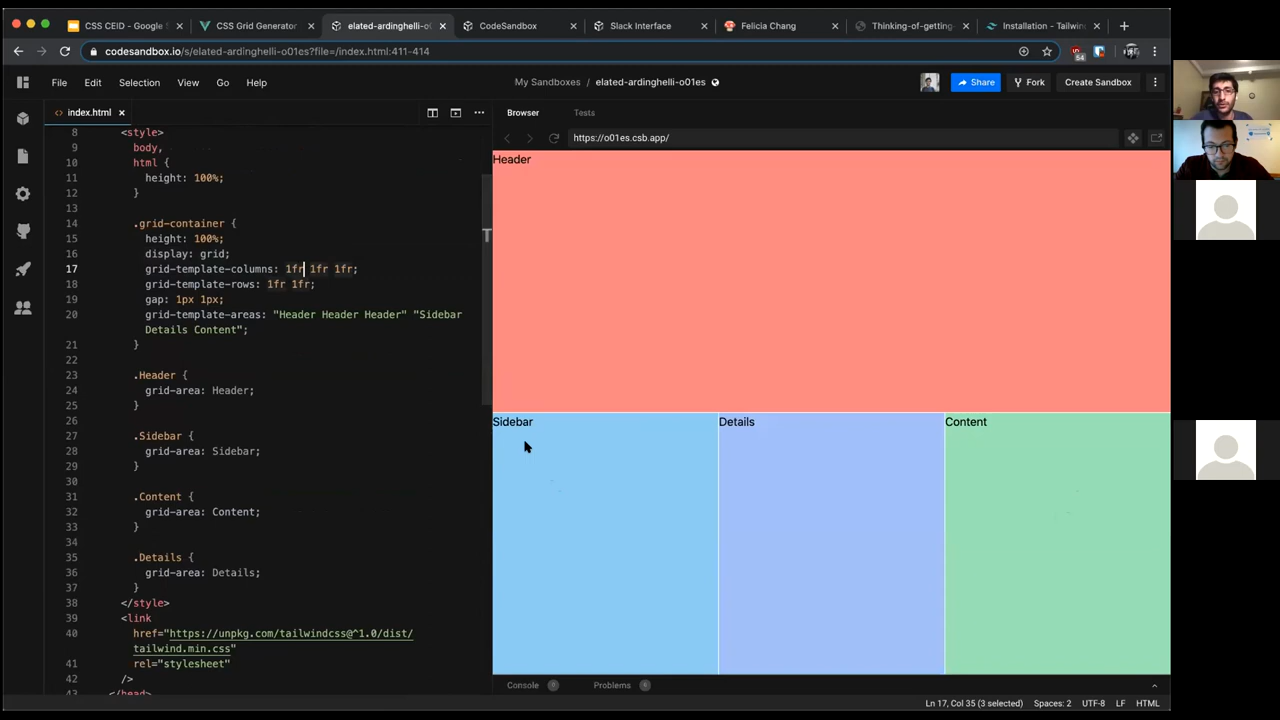 CSS CEID - Google S
CSS Grid Generator
elated-ardinghelli-o0
CodeSandbox
Slack Interface
Felicia Chang
Thinking-of-getting-
Installation - Tailwin
codesandbox.io/s/elated-ardinghelli-o01es?file=/index.html:411-414
54
File Edit Selection View Go Help
My Sandboxes / elated-ardinghelli-o01es
Share
Fork
Create Sandbox
index.html
Browser
Tests
https://o01es.csb.app/
8 <style>
9 body,
10 html {
11 height: 100%;
12 }
13
14 .grid-container {
15 height: 100%;
16 display: grid;
17 grid-template-columns: 1fr 1fr 1fr;
18 grid-template-rows: 1fr 1fr;
19 gap: 1px 1px;
20 grid-template-areas: "Header Header Header" "Sidebar
Details Content";
21 }
22
23 .Header {
24 grid-area: Header;
25 }
26
27 .Sidebar {
28 grid-area: Sidebar;
29 }
30
31 .Content {
32 grid-area: Content;
33 }
34
35 .Details {
36 grid-area: Details;
37 }
38 </style>
39 <link
40 href="https://unpkg.com/tailwindcss@^1.0/dist/
tailwind.min.css"
41 rel="stylesheet"
42 />
43 </head>
Header
Sidebar
Details
Content
Console
Problems
Ln 17, Col 35 (3 selected) Spaces: 2 UTF-8 LF HTML